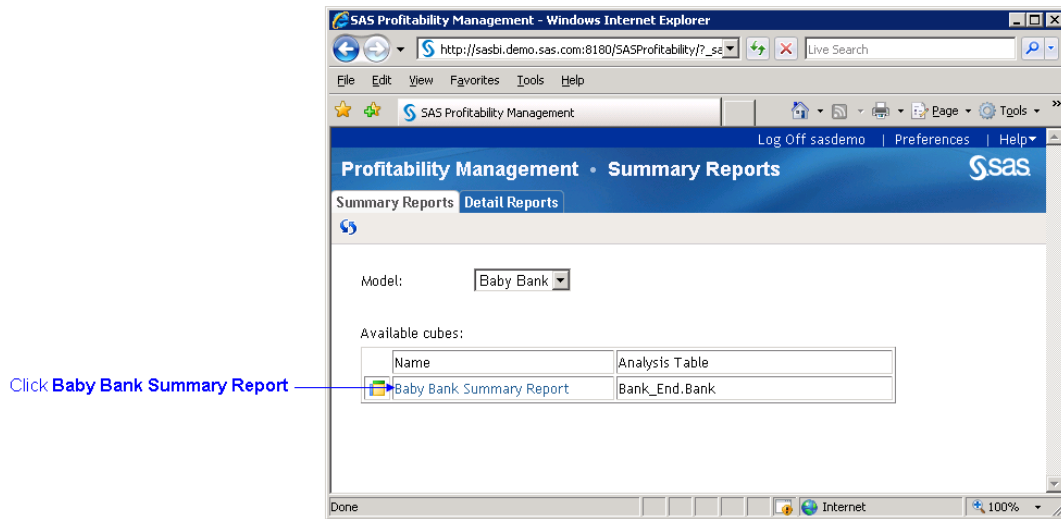 SAS Profitability Management - Windows Internet Explorer
http://sasbi.demo.sas.com:8180/SASProfitability/?_sa
Live Search
File Edit View Favorites Tools Help
SAS Profitability Management
Page Tools »
Log Off sasdemo | Preferences | Help
Profitability Management • Summary Reports
sas
Summary Reports Detail Reports
Model: Baby Bank
Available cubes:
Name Analysis Table
Click Baby Bank Summary Report
Baby Bank Summary Report Bank_End.Bank
Done Internet 100%